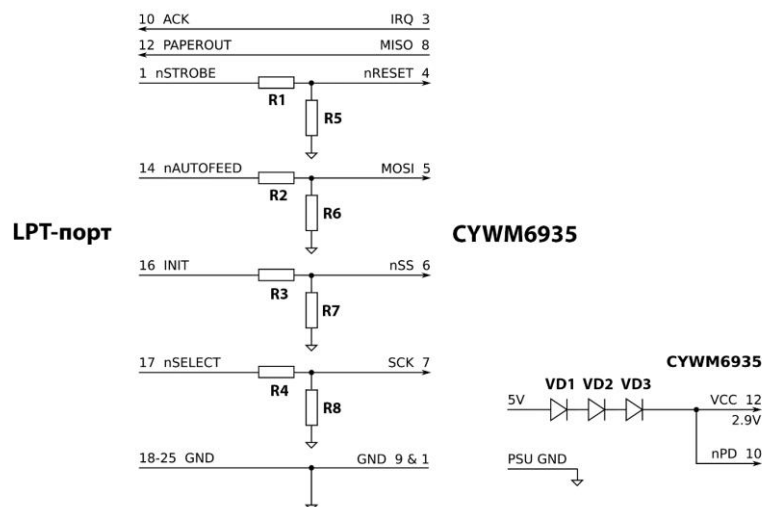 10 ACK IRQ 3
12 PAPEROUT MISO 8
1 nSTROBE nRESET 4
R1
R5
14 nAUTOFEED MOSI 5
R2
R6
LPT-порт
CYWM6935
16 INIT nSS 6
R3
R7
17 nSELECT SCK 7
R4
R8
18-25 GND GND 9 & 1
CYWM6935
VD1 VD2 VD3
5V VCC 12
2.9V
nPD 10
PSU GND